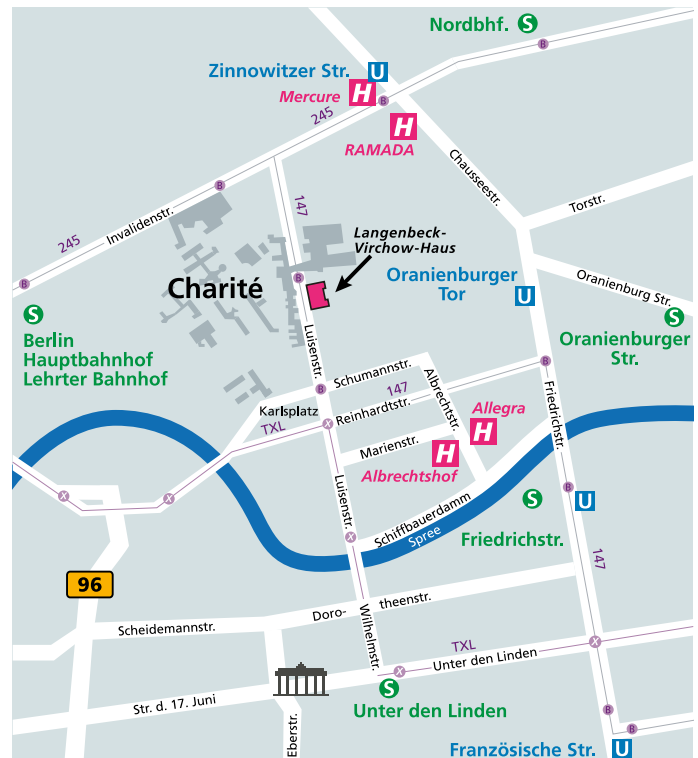 Nordbhf. S
Zinnowitzer Str. U
Mercure H
B
B
245
H
RAMADA
Chausseestr.
B
147
Torstr.
Invalidenstr.
245
Langenbeck-
Virchow-Haus
Oranienburger
Tor
U
Oranienburg Str.
B
B
Charité
S
Berlin
Hauptbahnhof
Lehrter Bahnhof
S
Oranienburger
Str.
Luisenstr.
Schumannstr.
B
147
B
Albrechtstr.
Karlsplatz
Reinhardtstr.
Friedrichstr.
Allegra
H
TXL
X
Marienstr.
H
Albrechtshof
Luisenstr.
X
X
B
S
U
Schiffbauerdamm
Spree
Friedrichstr.
X
147
96
Doro-
theenstr.
Scheidemannstr.
Wilhelmstr.
TXL
X
Unter den Linden
X
S
Str. d. 17. Juni
Unter den Linden
Eberstr.
B
B
Französische Str. U